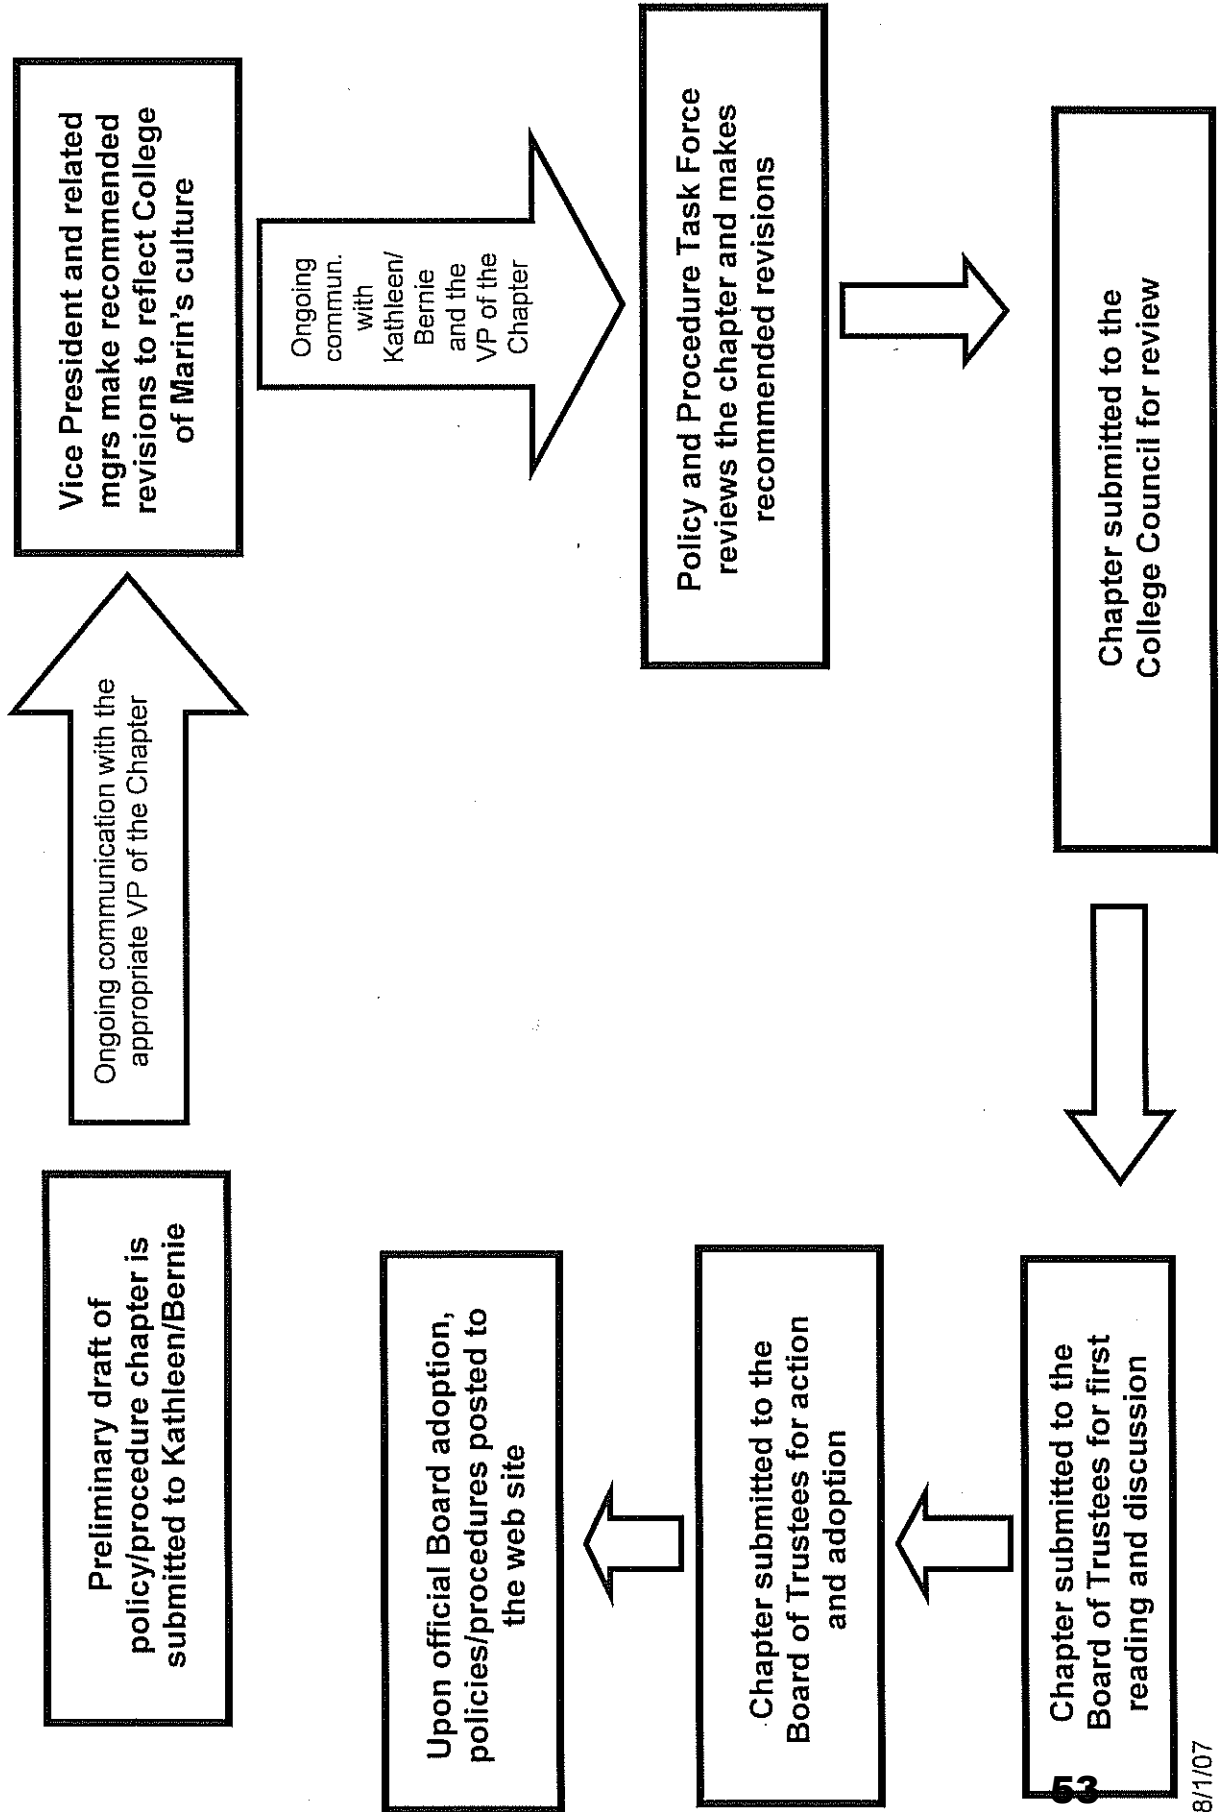 Preliminary draft of
policy/procedure chapter is
submitted to Kathleen/Bernie
Ongoing communication with the
appropriate VP of the Chapter
Vice President and related
mgrs make recommended
revisions to reflect College
of Marin's culture
Ongoing
commun.
with
Kathleen/
Bernie
and the
VP of the
Chapter
Policy and Procedure Task Force
reviews the chapter and makes
recommended revisions
Chapter submitted to the
College Council for review
Chapter submitted to the
Board of Trustees for first
reading and discussion
Chapter submitted to the
Board of Trustees for action
and adoption
Upon official Board adoption,
policies/procedures posted to
the web site
53
8/1/07